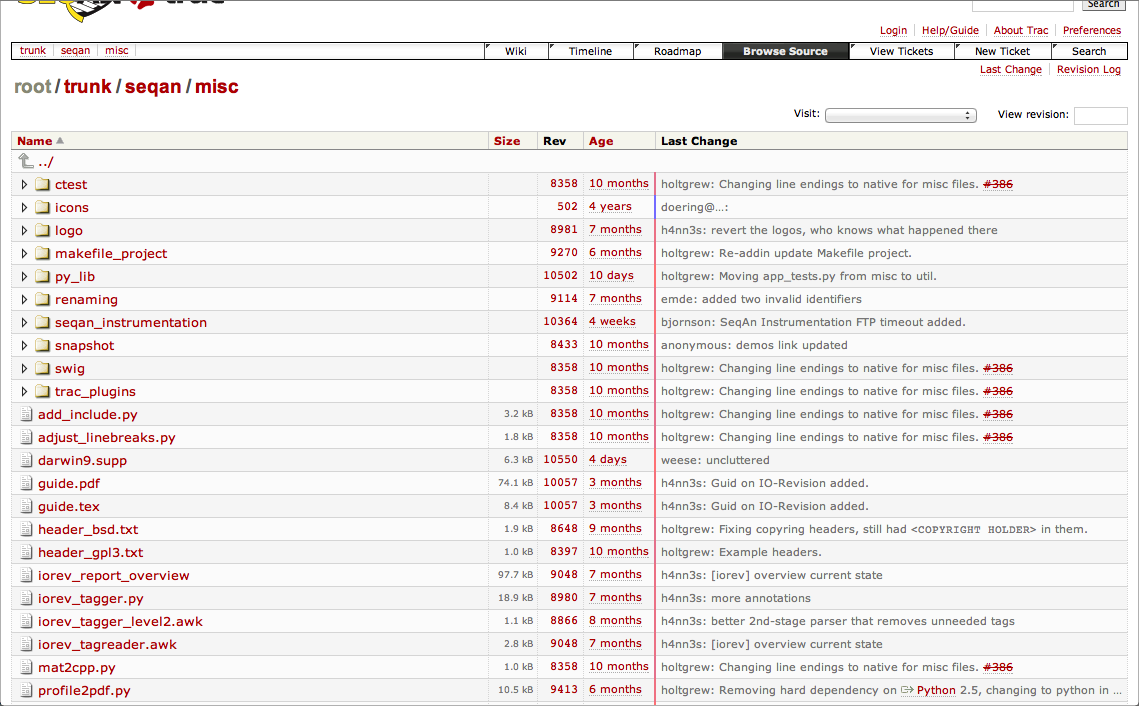 Search
Login Help/Guide About Trac Preferences
trunk seqan misc Wiki Timeline Roadmap Browse Source View Tickets New Ticket Search
Last Change Revision Log
root/trunk/seqan/misc
Visit: View revision:
Name Size Rev Age Last Change
../
ctest 8358 10 months holtgrew: Changing line endings to native for misc files. #386
icons 502 4 years doering@…:
logo 8981 7 months h4nn3s: revert the logos, who knows what happened there
makefile_project 9270 6 months holtgrew: Re-addin update Makefile project.
py_lib 10502 10 days holtgrew: Moving app_tests.py from misc to util.
renaming 9114 7 months emde: added two invalid identifiers
seqan_instrumentation 10364 4 weeks bjornson: SeqAn Instrumentation FTP timeout added.
snapshot 8433 10 months anonymous: demos link updated
swig 8358 10 months holtgrew: Changing line endings to native for misc files. #386
trac_plugins 8358 10 months holtgrew: Changing line endings to native for misc files. #386
add_include.py 3.2 kB 8358 10 months holtgrew: Changing line endings to native for misc files. #386
adjust_linebreaks.py 1.8 kB 8358 10 months holtgrew: Changing line endings to native for misc files. #386
darwin9.supp 6.3 kB 10550 4 days weese: uncluttered
guide.pdf 74.1 kB 10057 3 months h4nn3s: Guid on IO-Revision added.
guide.tex 8.4 kB 10057 3 months h4nn3s: Guid on IO-Revision added.
header_bsd.txt 1.9 kB 8648 9 months holtgrew: Fixing copyring headers, still had <COPYRIGHT HOLDER> in them.
header_gpl3.txt 1.0 kB 8397 10 months holtgrew: Example headers.
iorev_report_overview 97.7 kB 9048 7 months h4nn3s: [iorev] overview current state
iorev_tagger.py 18.9 kB 8980 7 months h4nn3s: more annotations
iorev_tagger_level2.awk 1.1 kB 8866 8 months h4nn3s: better 2nd-stage parser that removes unneeded tags
iorev_tagreader.awk 2.8 kB 9048 7 months h4nn3s: [iorev] overview current state
mat2cpp.py 1.0 kB 8358 10 months holtgrew: Changing line endings to native for misc files. #386
profile2pdf.py 10.5 kB 9413 6 months holtgrew: Removing hard dependency on Python 2.5, changing to python in …